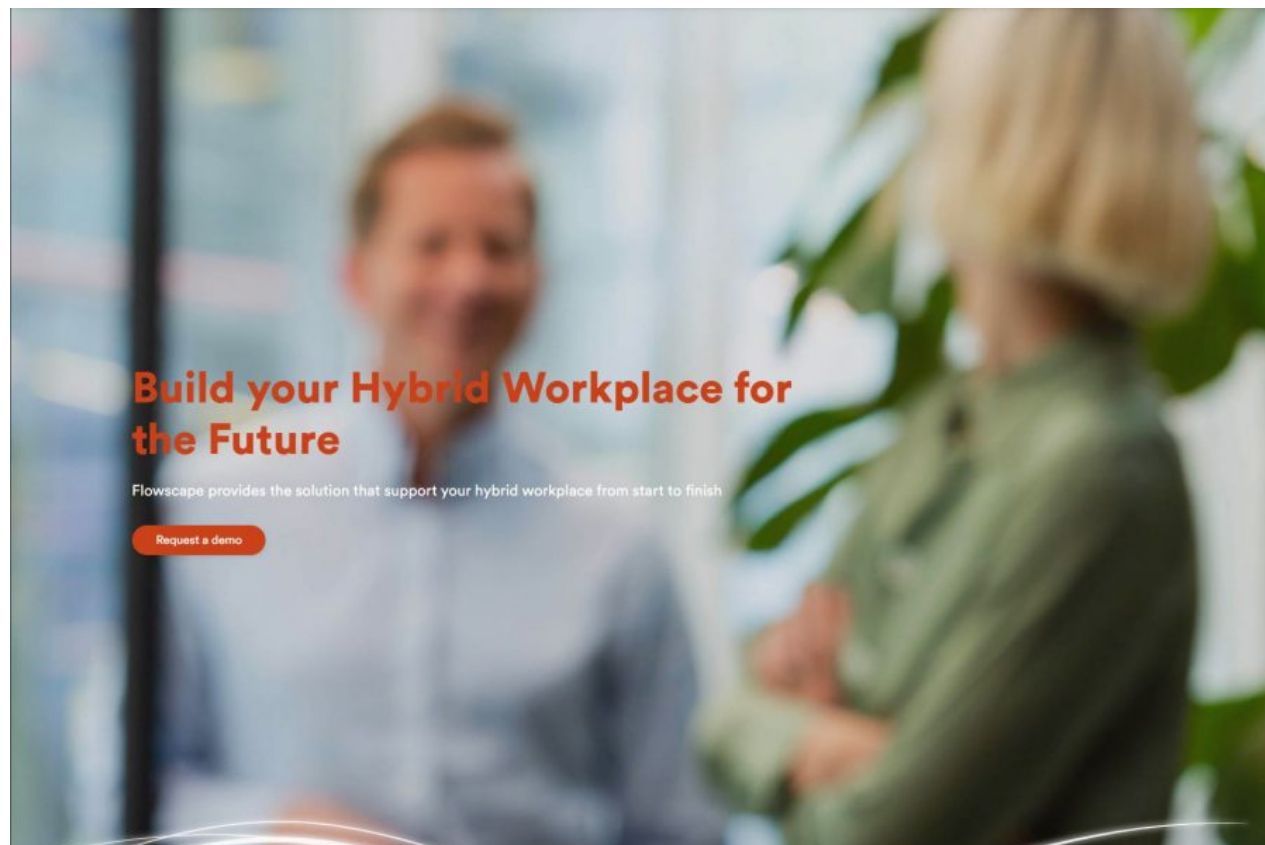 Build your Hybrid Workplace for
the Future
Flowscape provides the solution that support your hybrid workplace from start to finish
Request a demo